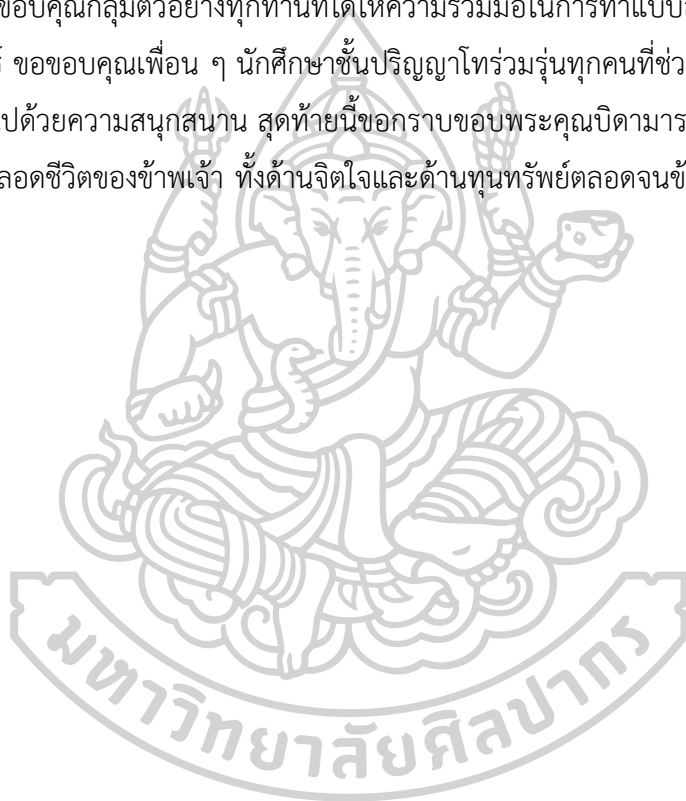 ขอบคุณกลุ่มตัวอย่างทุกท่านที่ได้ให้ความร่วมมือในการทำแบบ
ขอขอบคุณเพื่อน ๆ นักศึกษาชั้นปริญญาโทร่วมรุ่นทุกคนที่ช่ว
ปด้วยความสนุกสนาน สุดท้ายนี้ขอกราบขอบพระคุณบิดามาร
ลอดชีวิตของข้าพเจ้า ทั้งด้านจิตใจและด้านทุนทรัพย์ตลอดจนข้
มหาวิทยาลัยศิลปากร